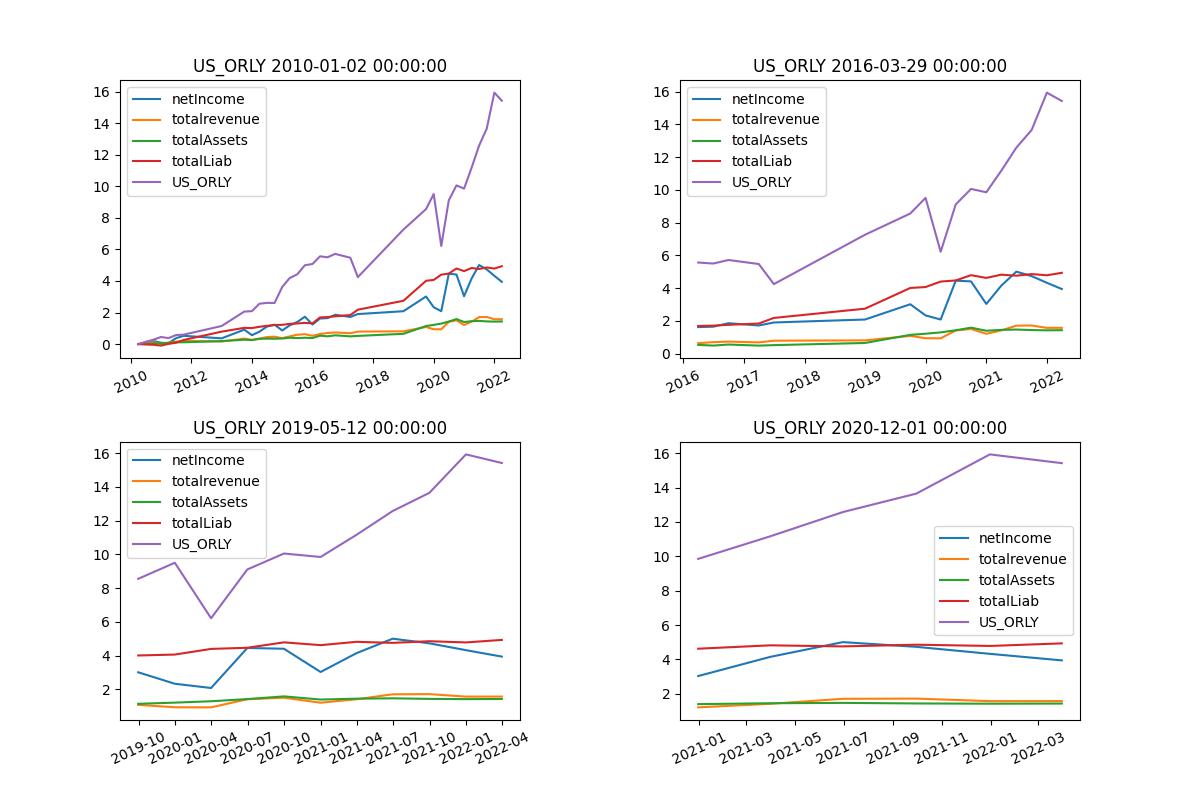 US_ORLY 2010-01-02 00:00:00
16
14
12
10
8
6
4
2
0
netIncome
totalrevenue
totalAssets
totalLiab
US_ORLY
2010
2012
2014
2016
2018
2020
2022
US_ORLY 2016-03-29 00:00:00
16
14
12
10
8
6
4
2
0
netIncome
totalrevenue
totalAssets
totalLiab
US_ORLY
2016
2017
2018
2019
2020
2021
2022
US_ORLY 2019-05-12 00:00:00
16
14
12
10
8
6
4
2
netIncome
totalrevenue
totalAssets
totalLiab
US_ORLY
2019-10
2020-01
2020-04
2020-07
2020-10
2021-01
2021-04
2021-07
2021-10
2022-01
2022-04
US_ORLY 2020-12-01 00:00:00
16
14
12
10
8
6
4
2
netIncome
totalrevenue
totalAssets
totalLiab
US_ORLY
2021-01
2021-03
2021-05
2021-07
2021-09
2021-11
2022-01
2022-03